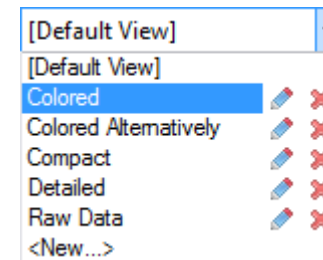 [Default View]
[Default View]
Colored
Colored Alternatively
Compact
Detailed
Raw Data
<New...>